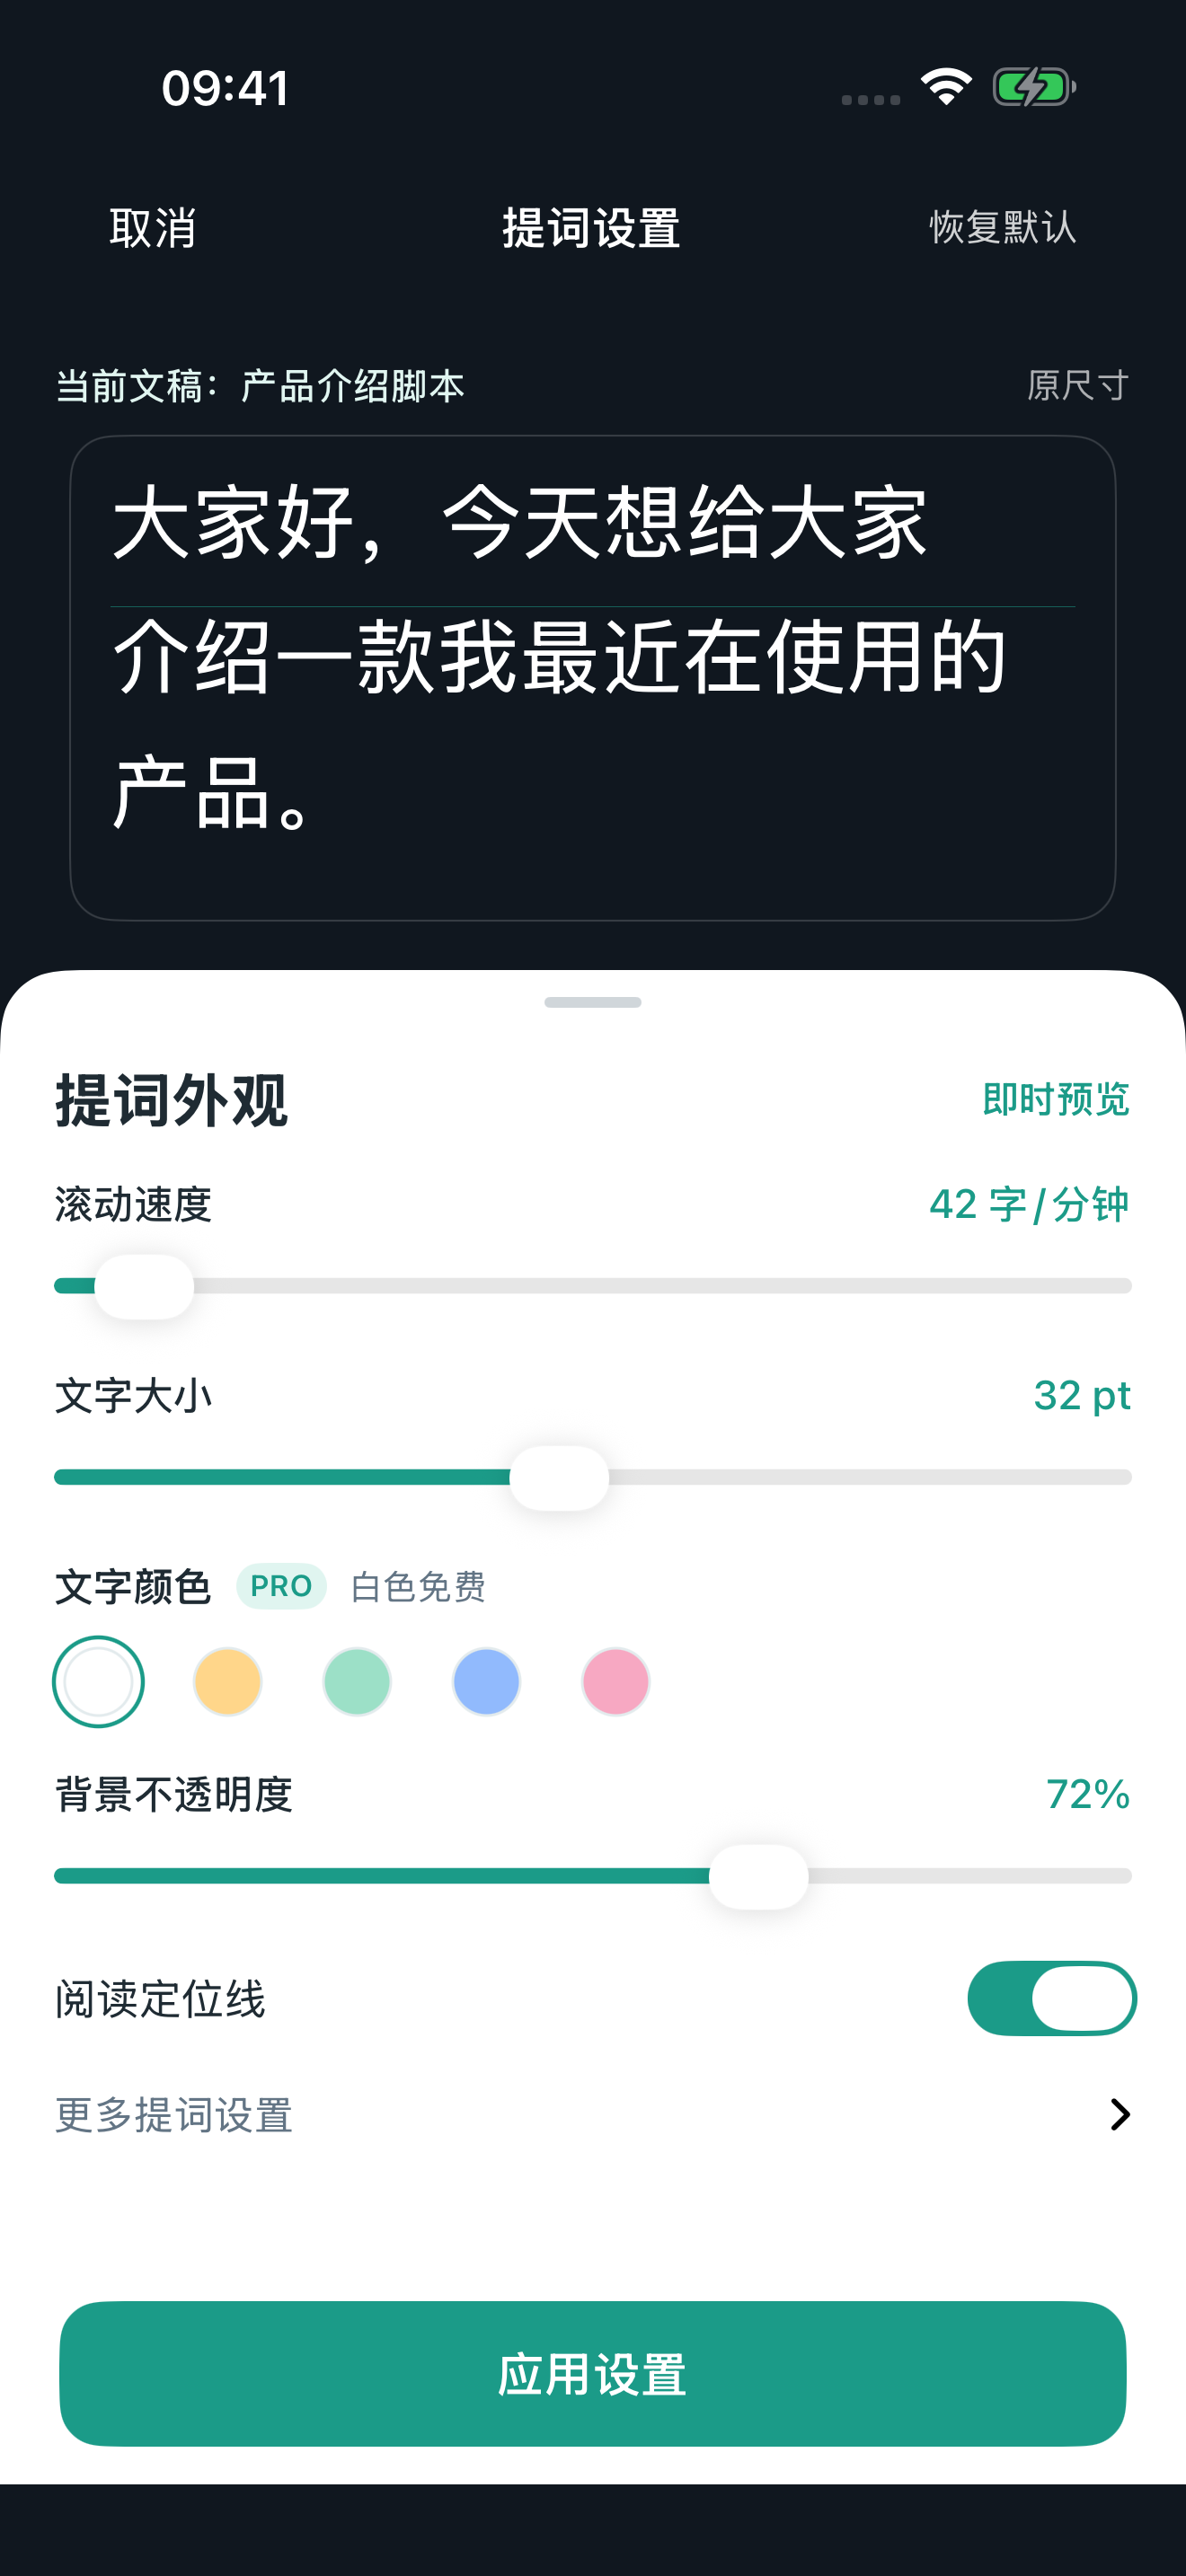 09:41
取消
提词设置
恢复默认
当前文稿：产品介绍脚本
原尺寸
大家好，今天想给大家
介绍一款我最近在使用的
产品。
提词外观
即时预览
滚动速度
42 字/分钟
文字大小
32 pt
文字颜色 PRO 白色免费
背景不透明度
72%
阅读定位线
更多提词设置
应用设置